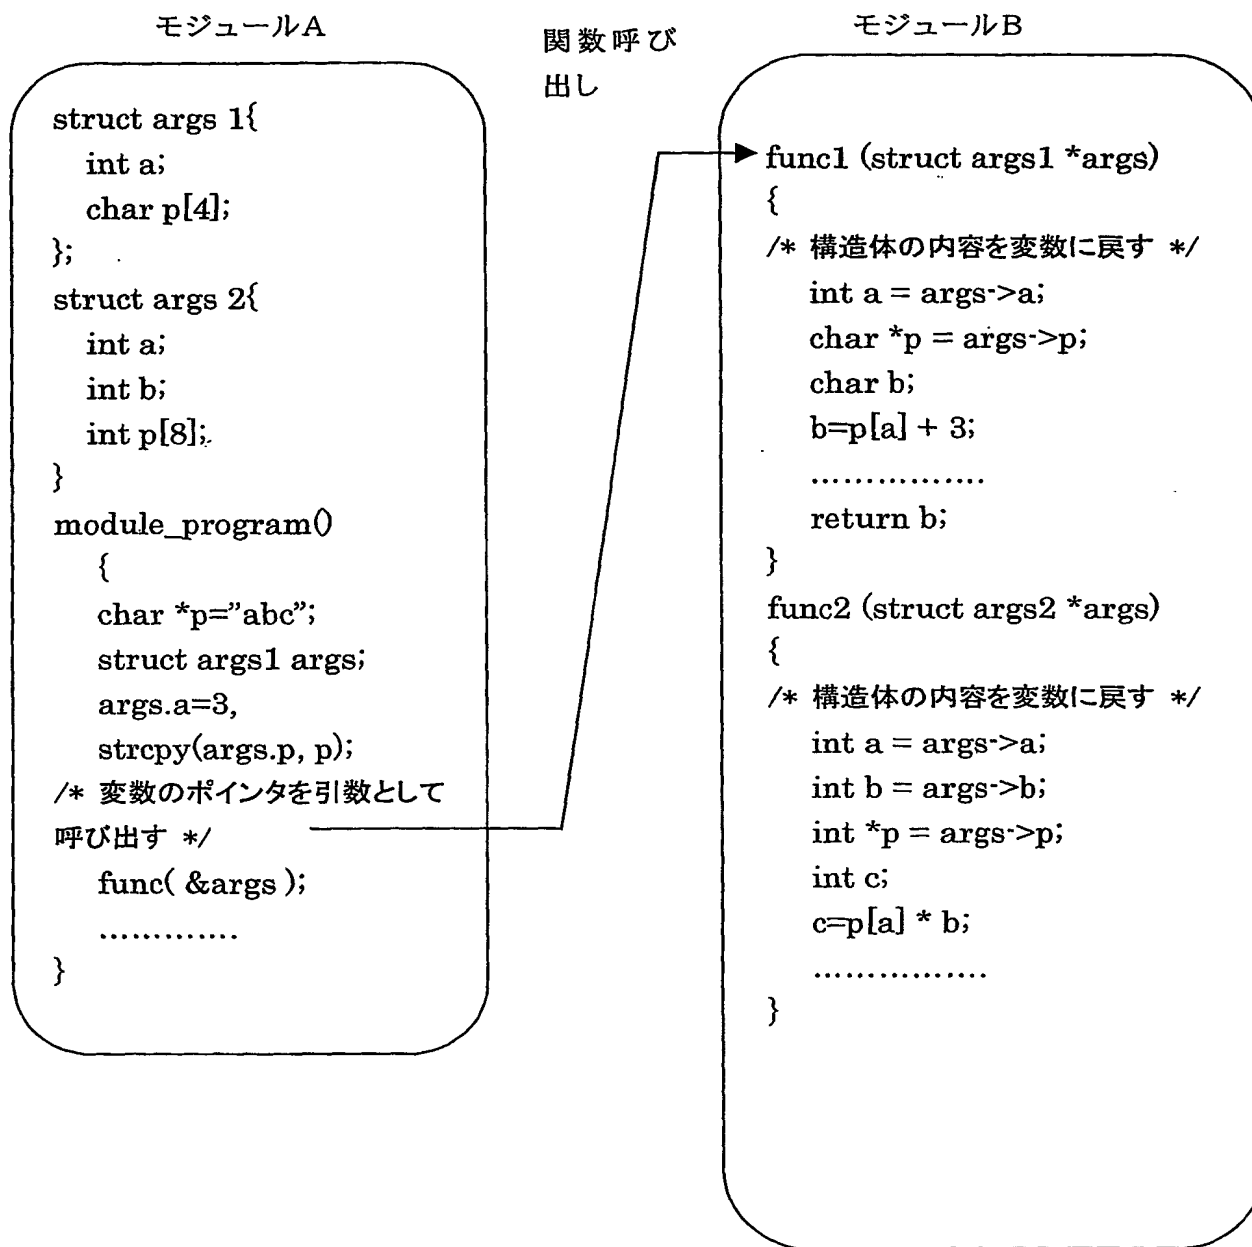 モジュールA
struct args 1{
int a;
char p[4];
};
struct args 2{
int a;
int b;
int p[8];
}
module_program()
{
char *p=”abc”;
struct args1 args;
args.a=3,
strcpy(args.p, p);
/* 変数のポインタを引数として
呼び出す */
func( &args );
.............
}
関数呼び
出し
モジュールB
func1 (struct args1 *args)
{
/* 構造体の内容を変数に戻す */
int a = args->a;
char *p = args->p;
char b;
b=p[a] + 3;
................
return b;
}
func2 (struct args2 *args)
{
/* 構造体の内容を変数に戻す */
int a = args->a;
int b = args->b;
int *p = args->p;
int c;
c=p[a] * b;
................
}